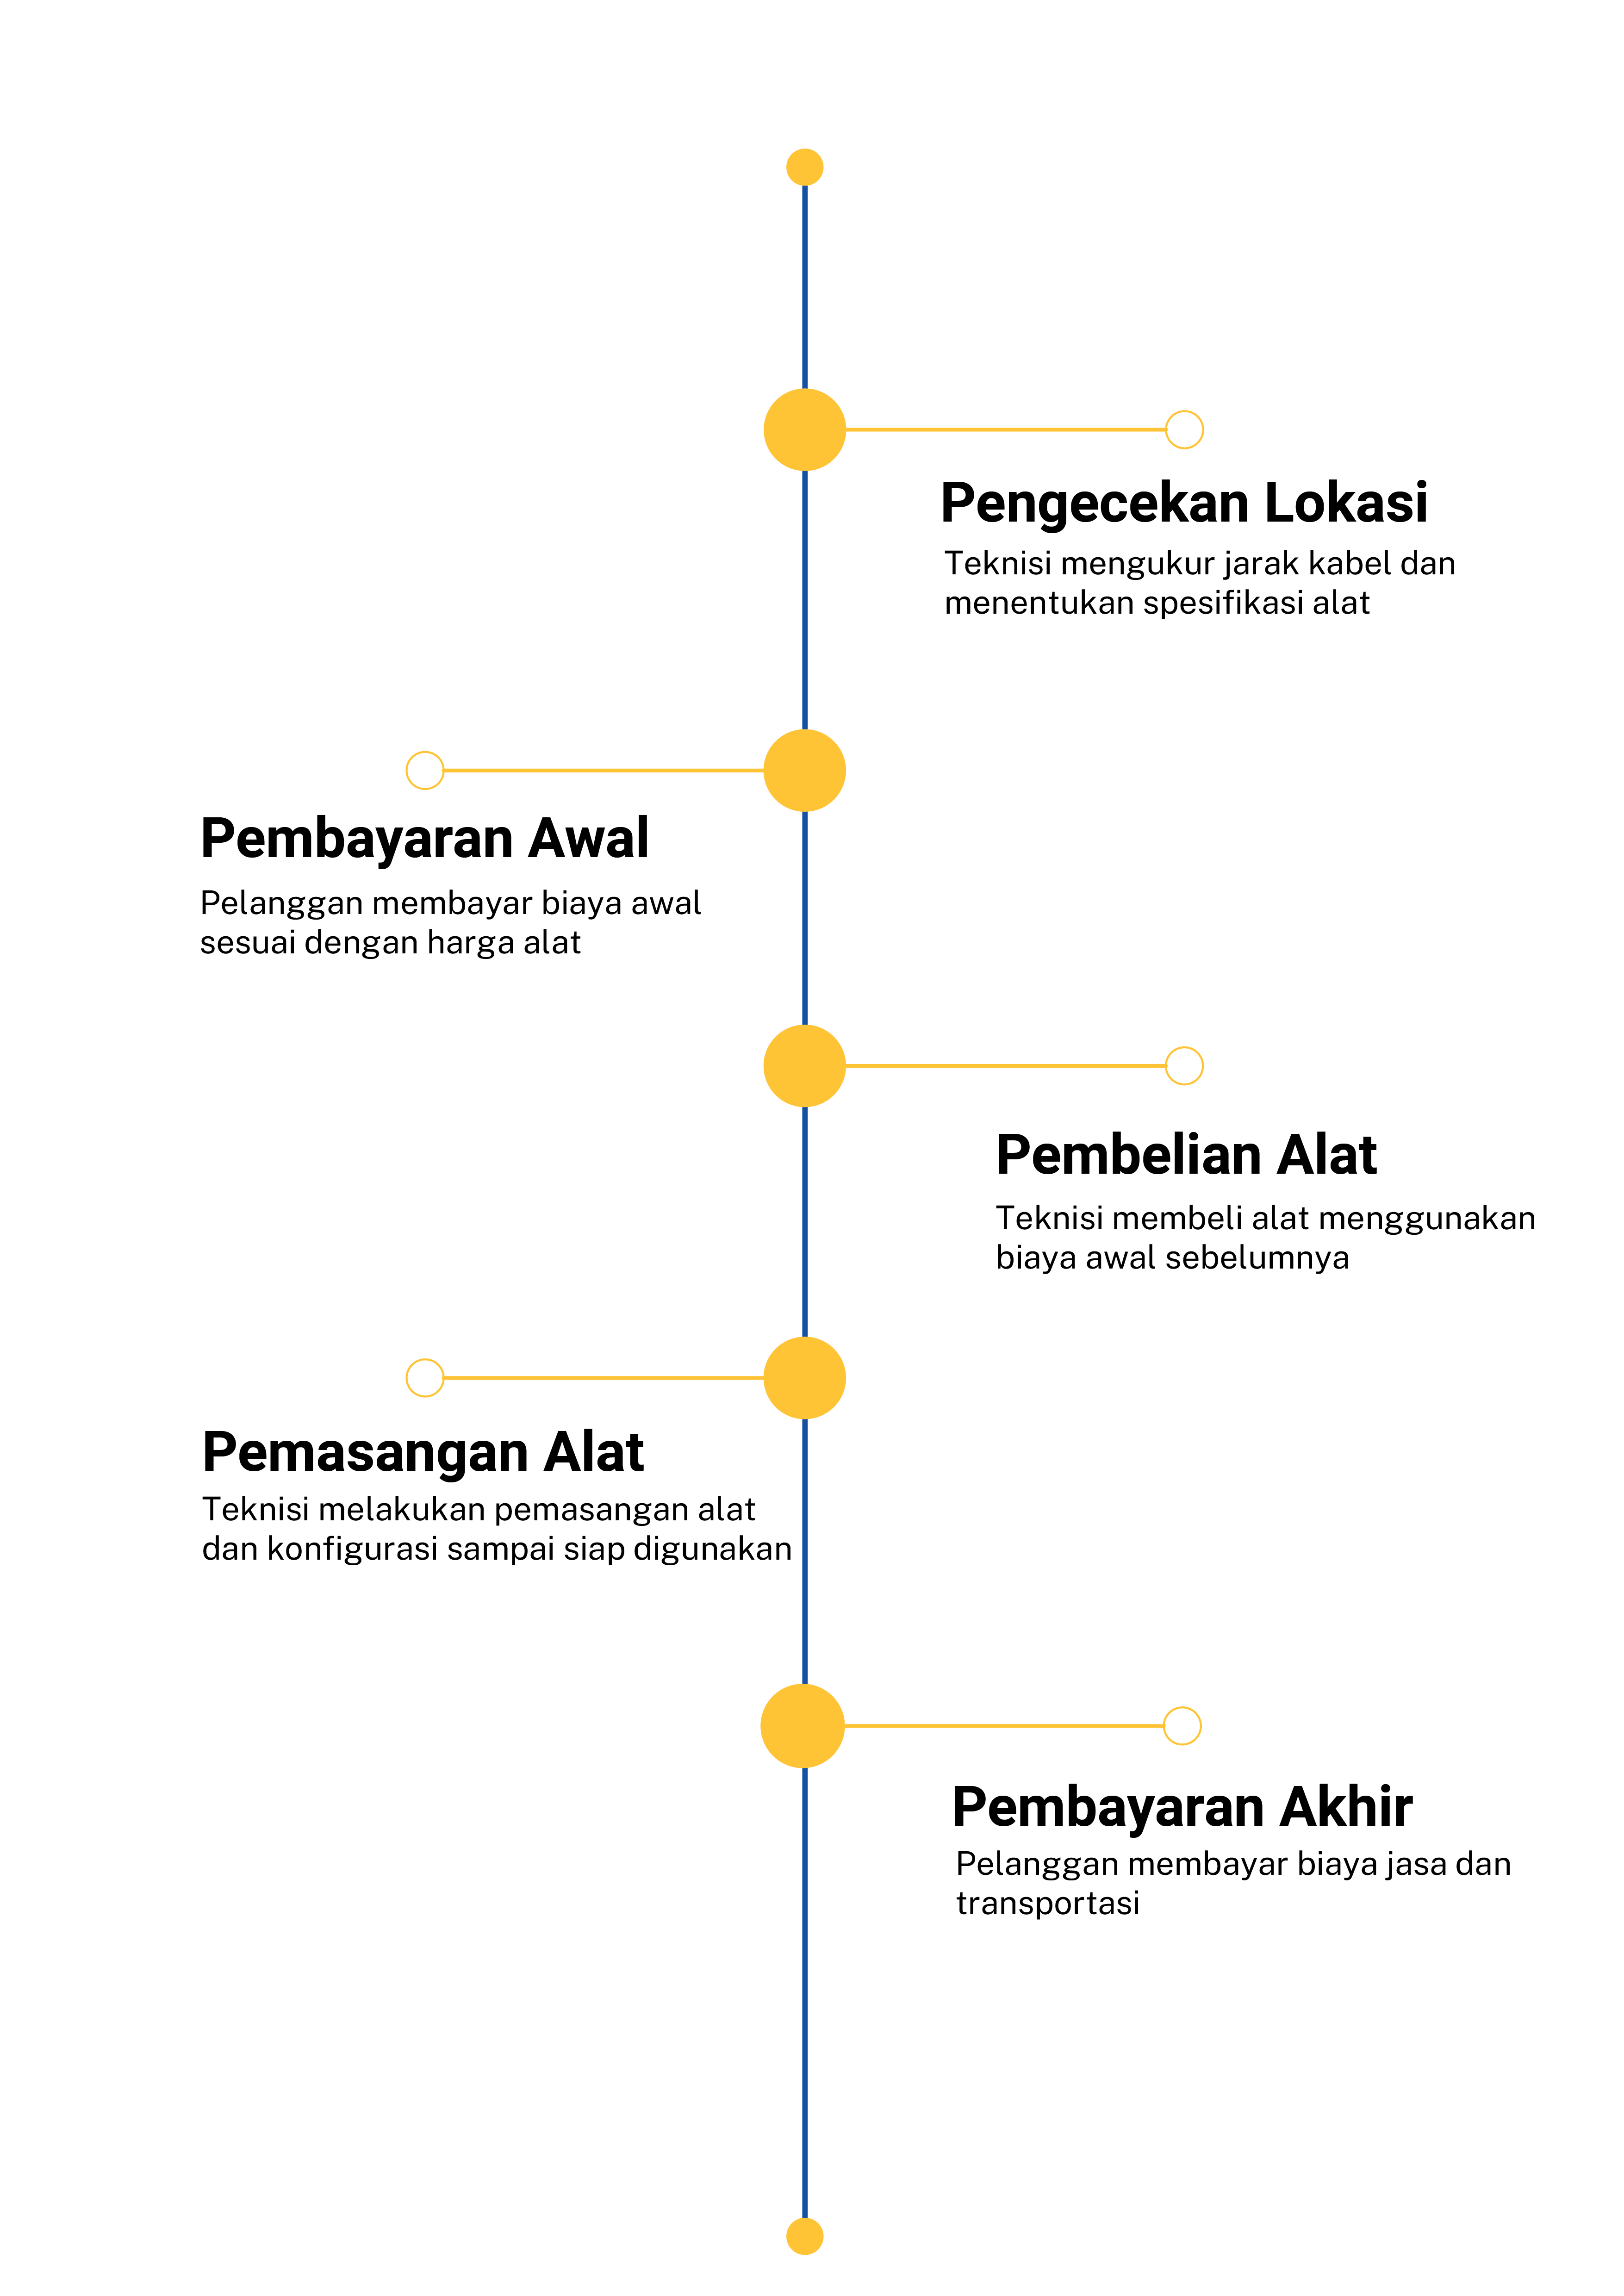 Pengecekan Lokasi
Teknisi mengukur jarak kabel dan
menentukan spesifikasi alat
Pembayaran Awal
Pelanggan membayar biaya awal
sesuai dengan harga alat
Pembelian Alat
Teknisi membeli alat menggunakan
biaya awal sebelumnya
Pemasangan Alat
Teknisi melakukan pemasangan alat
dan konfigurasi sampai siap digunakan
Pembayaran Akhir
Pelanggan membayar biaya jasa dan
transportasi